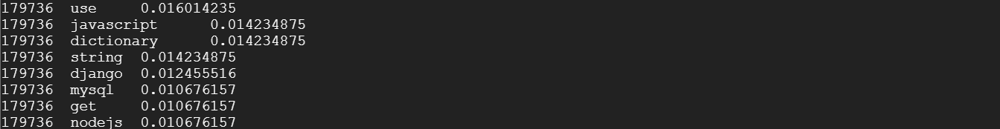 179736 use 0.016014235
179736 javascript 0.014234875
179736 dictionary 0.014234875
179736 string 0.014234875
179736 django 0.012455516
179736 mysql 0.010676157
179736 get 0.010676157
179736 nodejs 0.010676157